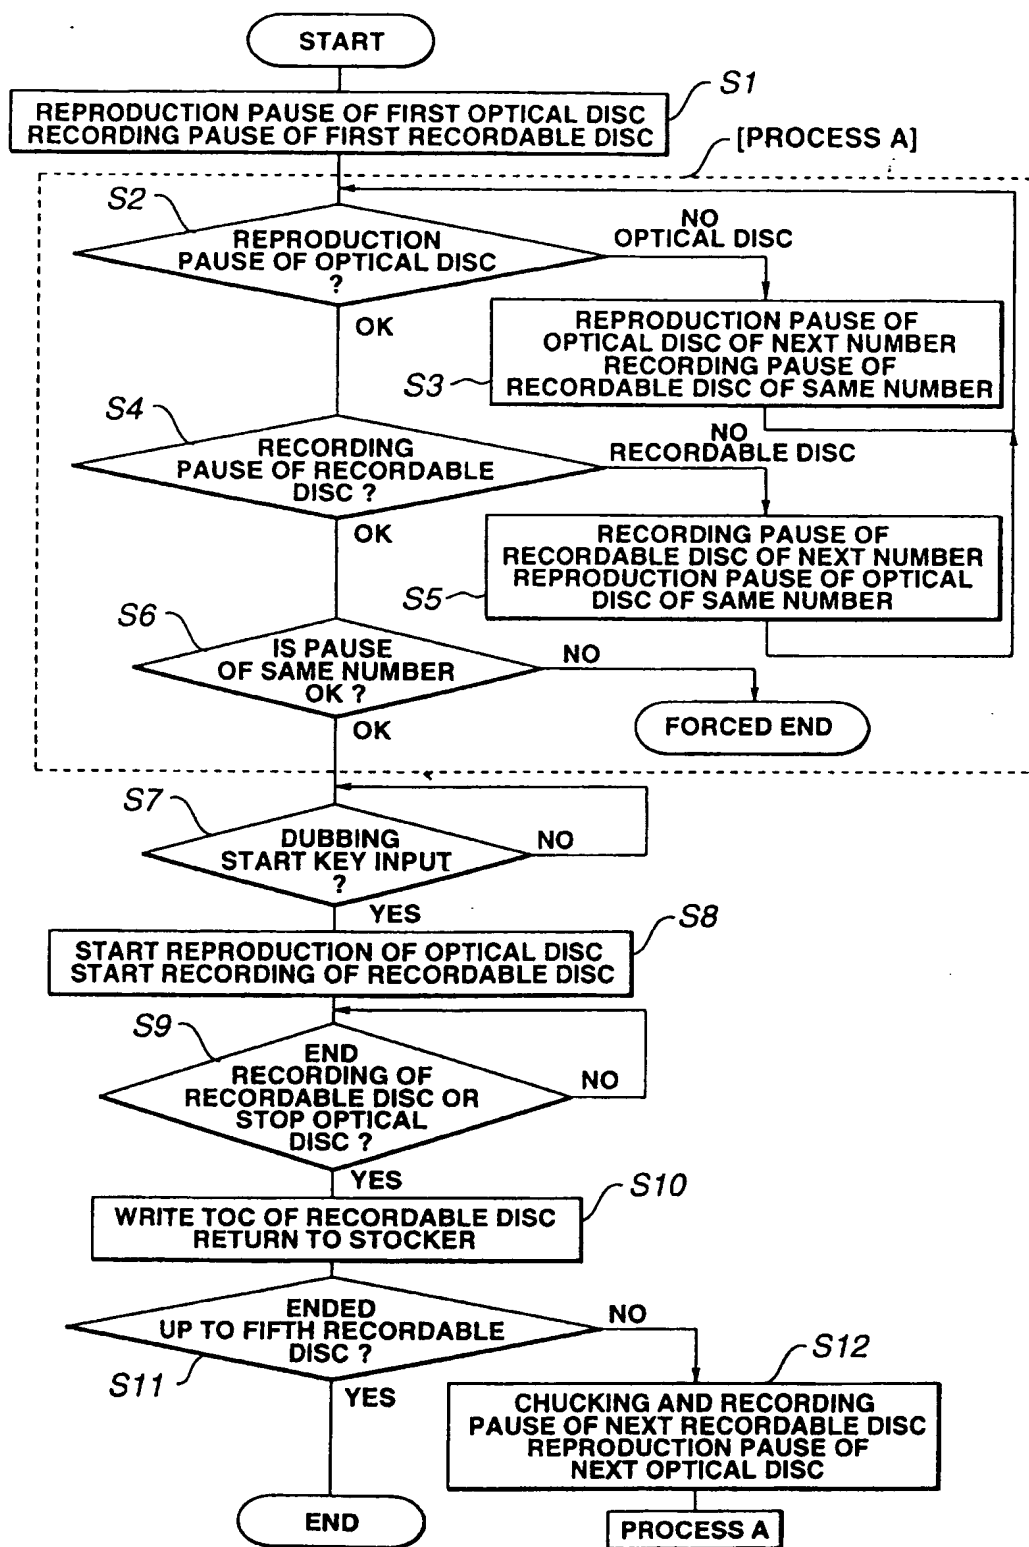 START
S1
REPRODUCTION PAUSE OF FIRST OPTICAL DISC
RECORDING PAUSE OF FIRST RECORDABLE DISC
[PROCESS A]
S2
REPRODUCTION
PAUSE OF OPTICAL DISC
?
NO
OPTICAL DISC
OK
S3
REPRODUCTION PAUSE OF
OPTICAL DISC OF NEXT NUMBER
RECORDING PAUSE OF
RECORDABLE DISC OF SAME NUMBER
S4
RECORDING
PAUSE OF RECORDABLE
DISC ?
NO
RECORDABLE DISC
OK
S5
RECORDING PAUSE OF
RECORDABLE DISC OF NEXT NUMBER
REPRODUCTION PAUSE OF OPTICAL
DISC OF SAME NUMBER
S6
IS PAUSE
OF SAME NUMBER
OK ?
NO
OK
FORCED END
S7
DUBBING
START KEY INPUT
?
NO
YES
S8
START REPRODUCTION OF OPTICAL DISC
START RECORDING OF RECORDABLE DISC
S9
END
RECORDING OF
RECORDABLE DISC OR
STOP OPTICAL
DISC ?
NO
YES
S10
WRITE TOC OF RECORDABLE DISC
RETURN TO STOCKER
ENDED
UP TO FIFTH RECORDABLE
DISC ?
NO
S11
YES
S12
CHUCKING AND RECORDING
PAUSE OF NEXT RECORDABLE DISC
REPRODUCTION PAUSE OF
NEXT OPTICAL DISC
END
PROCESS A